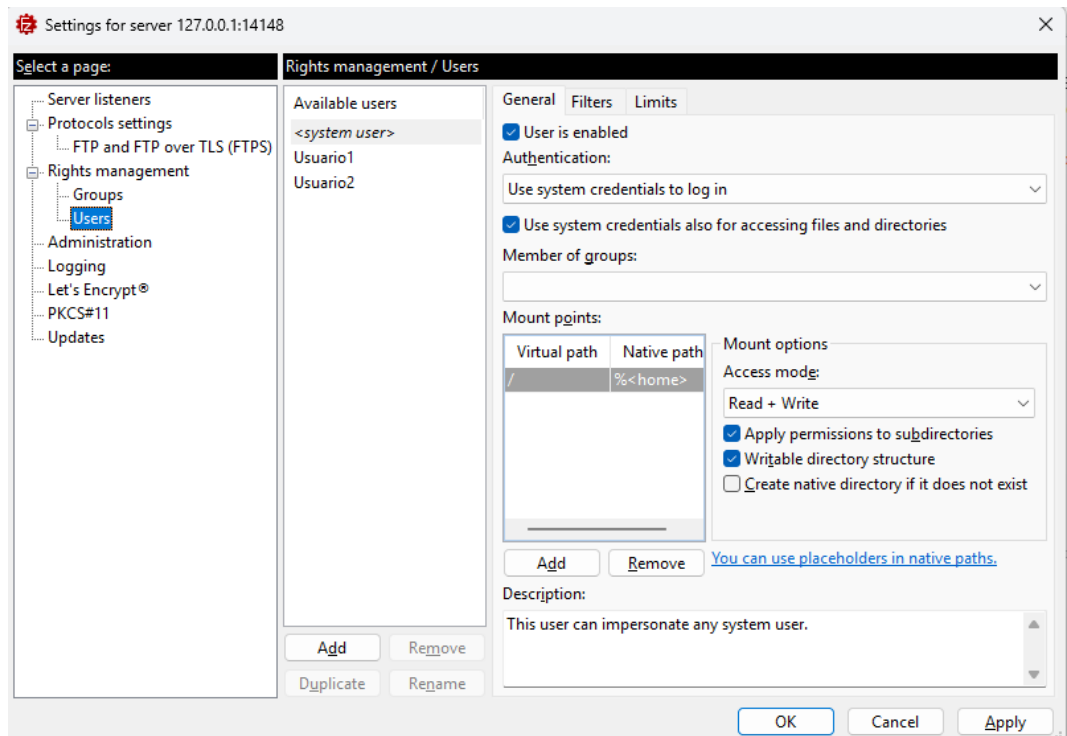 Settings for server 127.0.0.1:14148
Select a page:
Server listeners
Protocols settings
FTP and FTP over TLS (FTPS)
Rights management
Groups
Users
Administration
Logging
Let's Encrypt®
PKCS#11
Updates
Rights management / Users
Available users
<system user>
Usuario1
Usuario2
Add
Remove
Duplicate
Rename
General Filters Limits
User is enabled
Authentication:
Use system credentials to log in
Use system credentials also for accessing files and directories
Member of groups:
Mount points:
Virtual path Native path
/ %<home>
Add Remove
Mount options
Access mode:
Read + Write
Apply permissions to subdirectories
Writable directory structure
Create native directory if it does not exist
You can use placeholders in native paths.
Description:
This user can impersonate any system user.
OK Cancel Apply